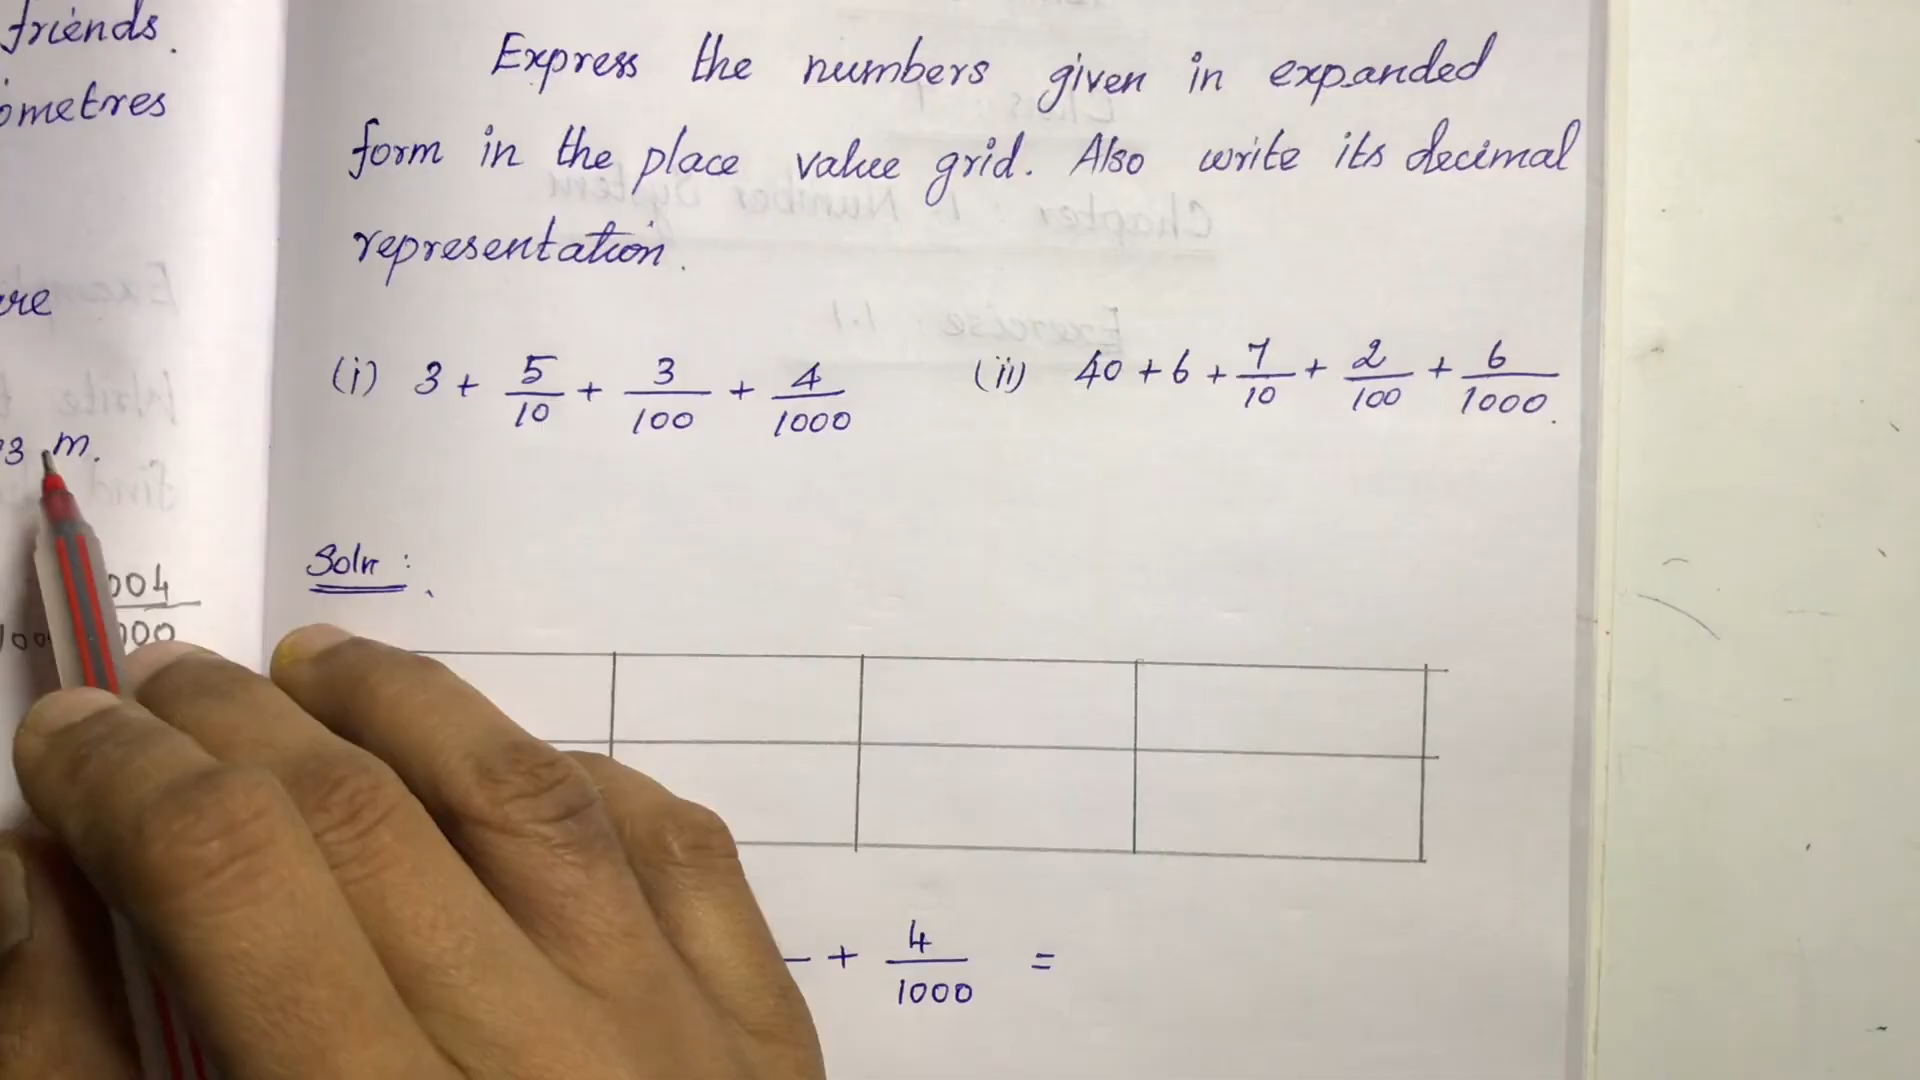 friends.
ometres
re
3 m.
004
100 000
Express the numbers given in expanded
form in the place value grid. Also write its decimal
representation.
(i) 3 + 5/10 + 3/100 + 4/1000 (ii) 40 + 6 + 7/10 + 2/100 + 6/1000.
Soln :
+ 4/1000 =